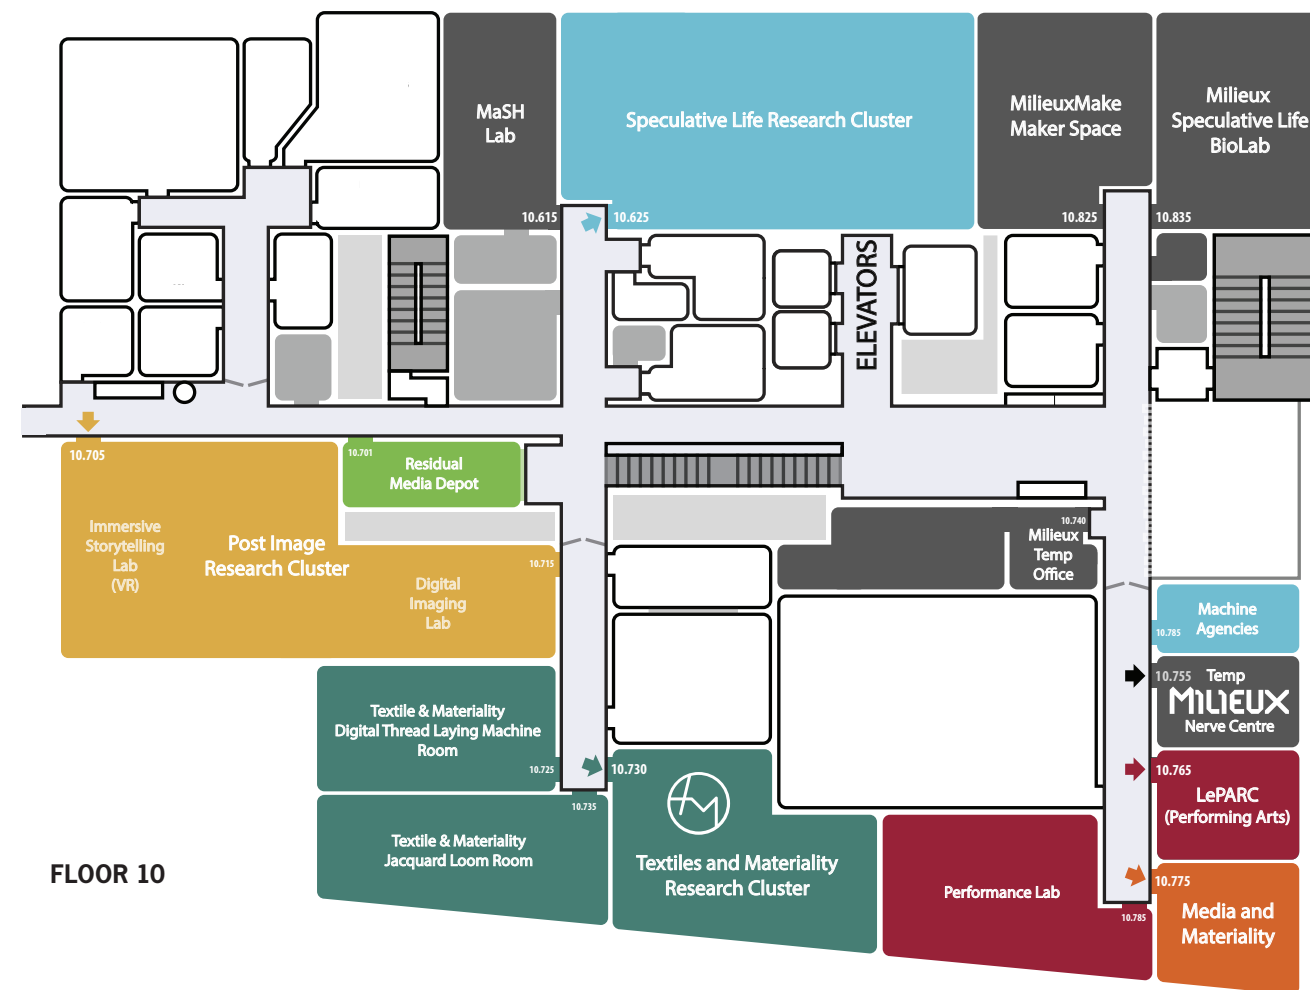 MaSH
Lab
10.615
Speculative Life Research Cluster
10.625
MilieuxMake
Maker Space
10.825
Milieux
Speculative Life
BioLab
10.835
ELEVATORS
10.705
Immersive
Storytelling
Lab
(VR)
Post Image
Research Cluster
10.701
Residual
Media Depot
10.715
Digital
Imaging
Lab
10.740
Milieux
Temp
Office
Machine
Agencies
10.785
10.755 Temp
MILIEUX
Nerve Centre
10.765
LePARC
(Performing Arts)
10.775
Media and
Materiality
Textile & Materiality
Digital Thread Laying Machine
Room
10.725
10.730
10.735
Textile & Materiality
Jacquard Loom Room
Textiles and Materiality
Research Cluster
Performance Lab
10.785
FLOOR 10